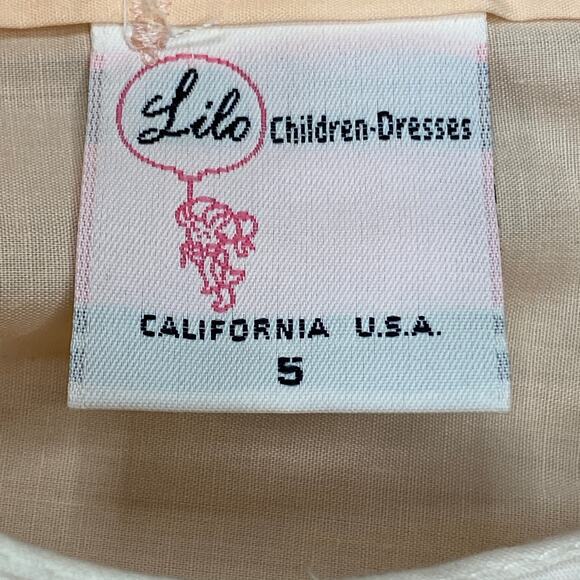 Lilo Children-Dresses
CALIFORNIA U.S.A.
5